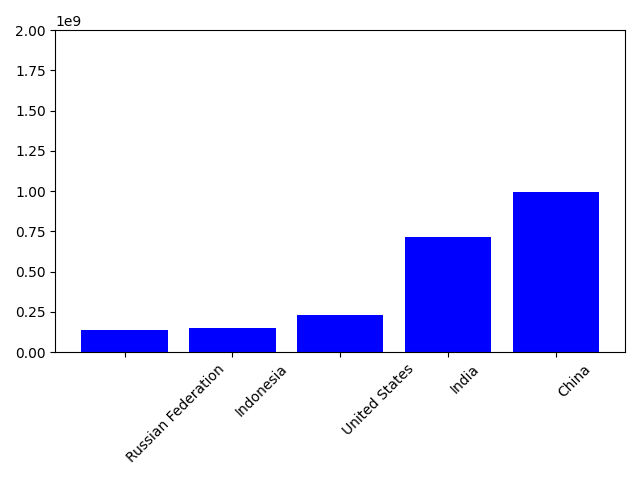 1e9
2.00
1.75
1.50
1.25
1.00
0.75
0.50
0.25
0.00
Russian Federation
Indonesia
United States
India
China